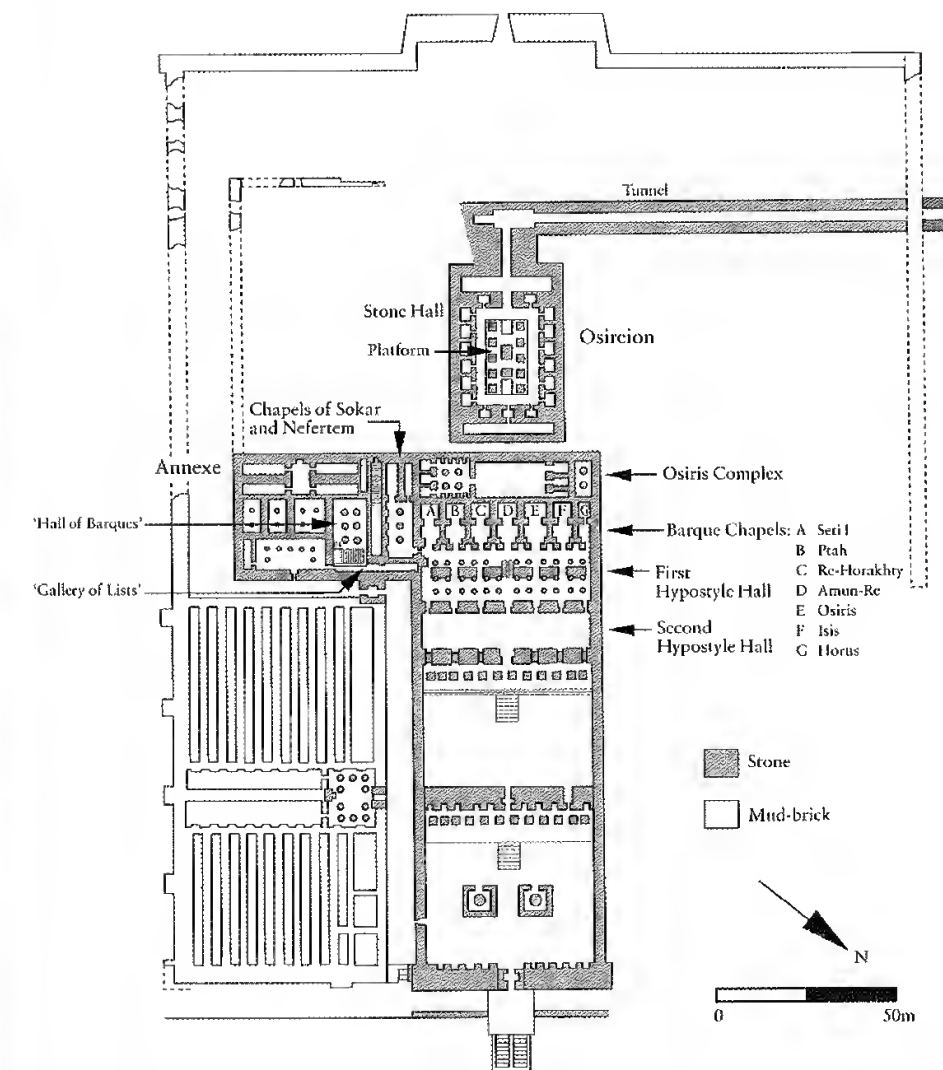 Tunnel
Stone Hall
Platform
Osireion
Chapels of Sokar
and Nefertem
Annexe
Osiris Complex
'Hall of Barques'
A B C D E F G
Barque Chapels: A Seti I
B Ptah
C Re-Horakhty
D Amun-Re
E Osiris
F Isis
G Horus
First
Hypostyle Hall
'Gallery of Lists'
Second
Hypostyle Hall
Stone
Mud-brick
N
0 50m